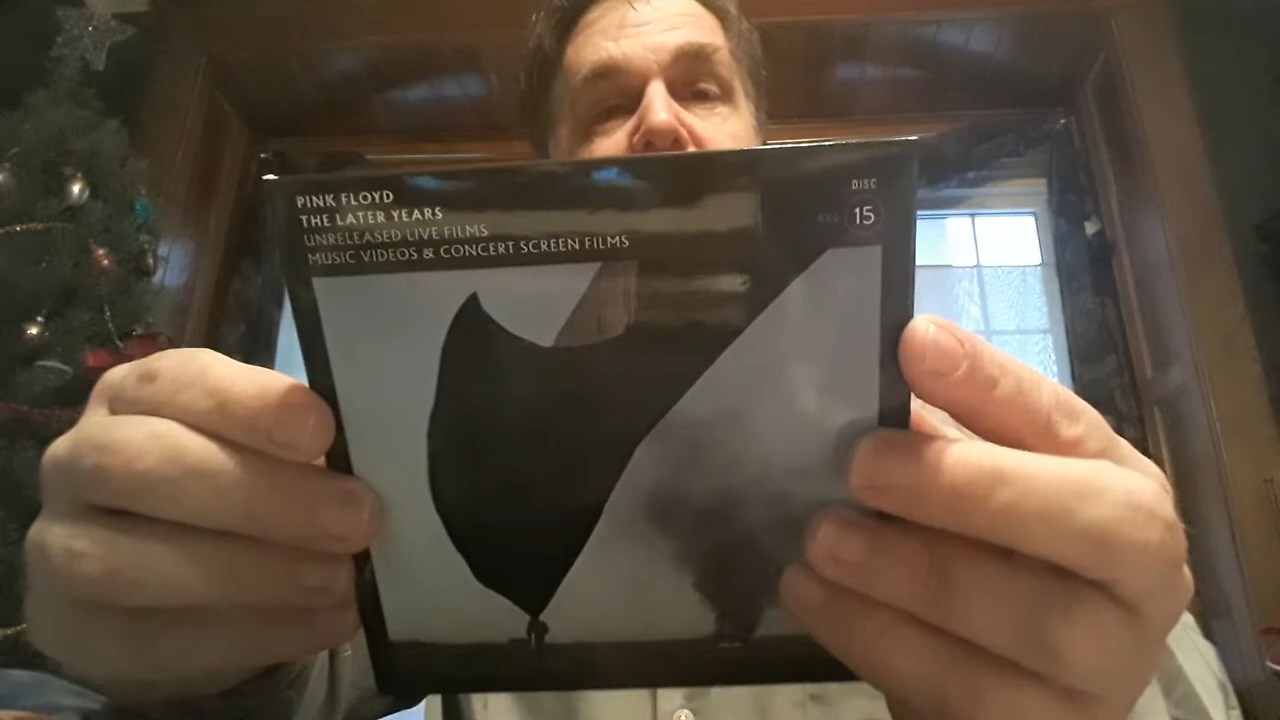 PINK FLOYD
THE LATER YEARS
UNRELEASED LIVE FILMS
MUSIC VIDEOS & CONCERT SCREEN FILMS
DISC
15